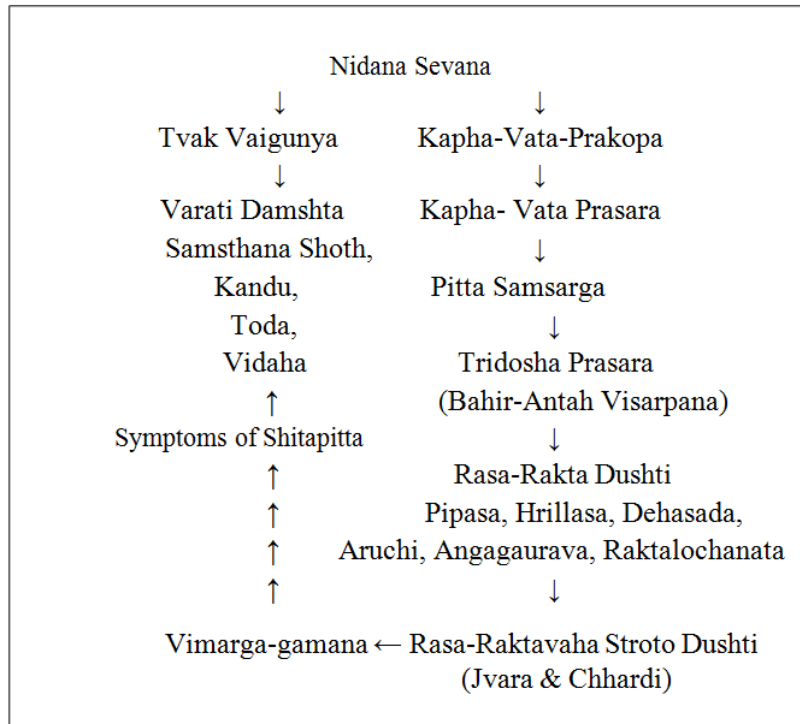 Nidana Sevana
↓ ↓
Tvak Vaigunya Kapha-Vata-Prakopa
↓ ↓
Varati Damshta Kapha- Vata Prasara
Samsthana Shoth, ↓
Kandu, Pitta Samsarga
Toda, ↓
Vidaha Tridosha Prasara
↑ (Bahir-Antah Visarpana)
Symptoms of Shitapitta ↓
↑ Rasa-Rakta Dushti
↑ Pipasa, Hrillasa, Dehasada,
↑ Aruchi, Angagaurava, Raktalochanata
↑ ↓
Vimarga-gamana ← Rasa-Raktavaha Stroto Dushti
(Jvara & Chhardi)